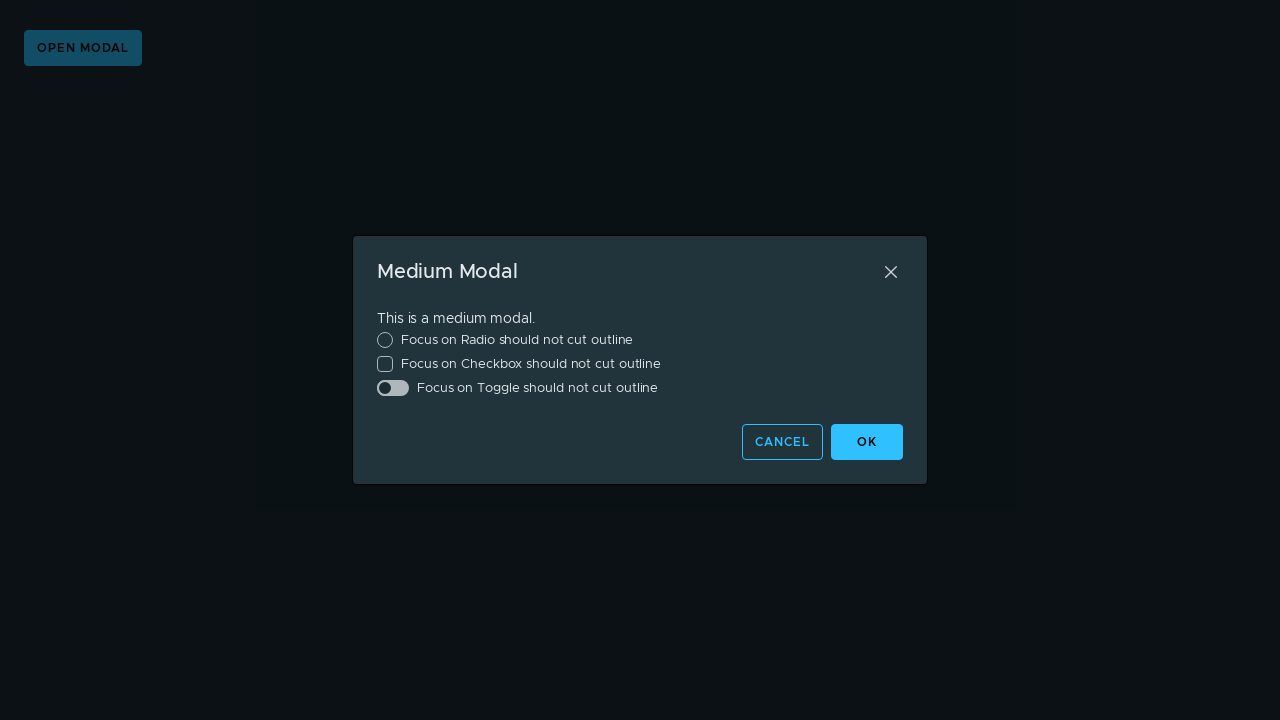 OPEN MODAL
Medium Modal
This is a medium modal.
Focus on Radio should not cut outline
Focus on Checkbox should not cut outline
Focus on Toggle should not cut outline
CANCEL OK